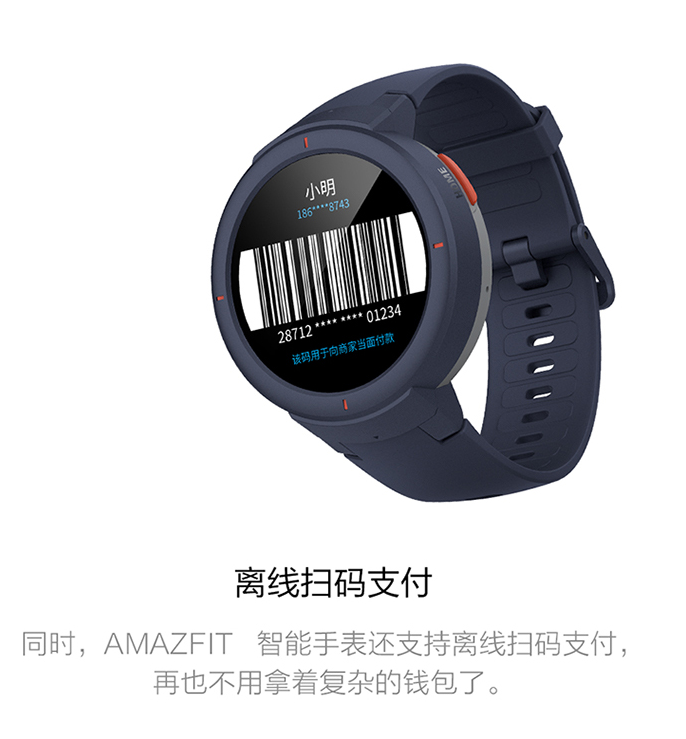 小明
186****8743
HOME
28712 **** **** 01234
该码用于向商家当面付款
离线扫码支付
同时，AMAZFIT 智能手表还支持离线扫码支付，
再也不用拿着复杂的钱包了。